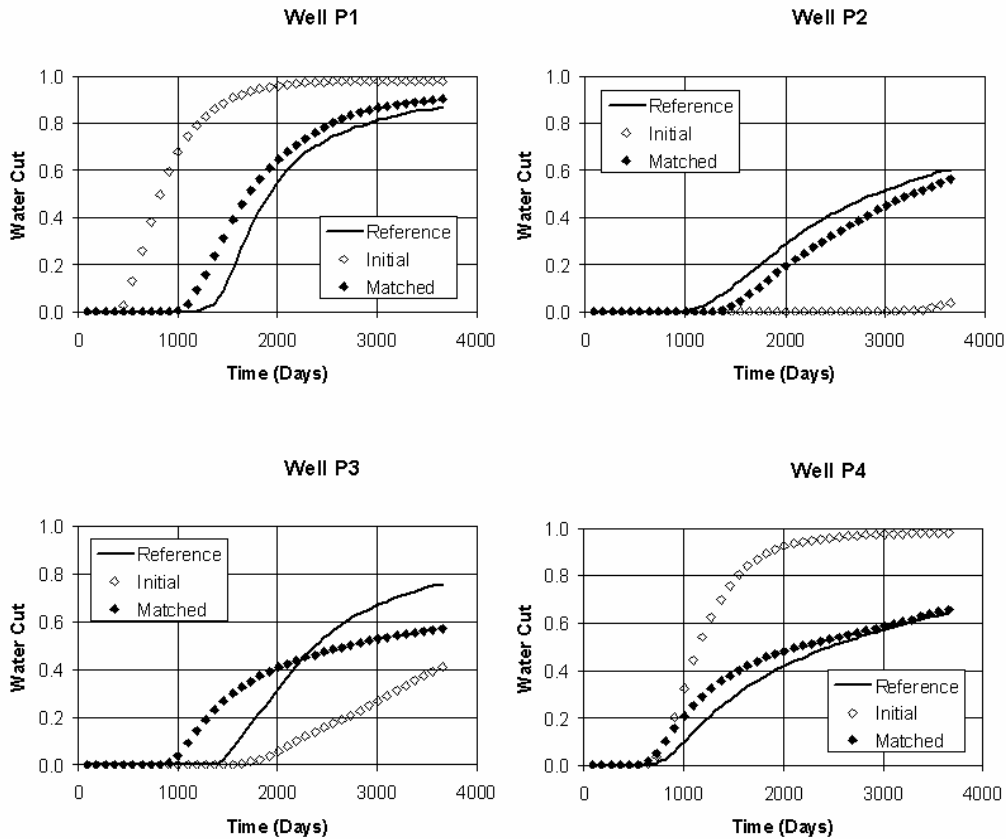 Well P1
1.0
0.8
0.6
0.4
0.2
0.0
Water Cut
Reference
Initial
Matched
0 1000 2000 3000 4000
Time (Days)
Well P2
1.0
0.8
0.6
0.4
0.2
0.0
Water Cut
Reference
Initial
Matched
0 1000 2000 3000 4000
Time (Days)
Well P3
1.0
0.8
0.6
0.4
0.2
0.0
Water Cut
Reference
Initial
Matched
0 1000 2000 3000 4000
Time (Days)
Well P4
1.0
0.8
0.6
0.4
0.2
0.0
Water Cut
Reference
Initial
Matched
0 1000 2000 3000 4000
Time (Days)